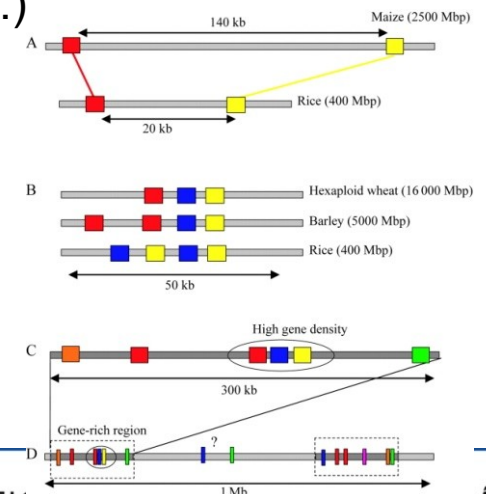 .)
140 kb
Maize (2500 Mbp)
A
Rice (400 Mbp)
20 kb
B
Hexaploid wheat (16 000 Mbp)
Barley (5000 Mbp)
Rice (400 Mbp)
50 kb
High gene density
C
300 kb
Gene-rich region
?
D
1 Mb